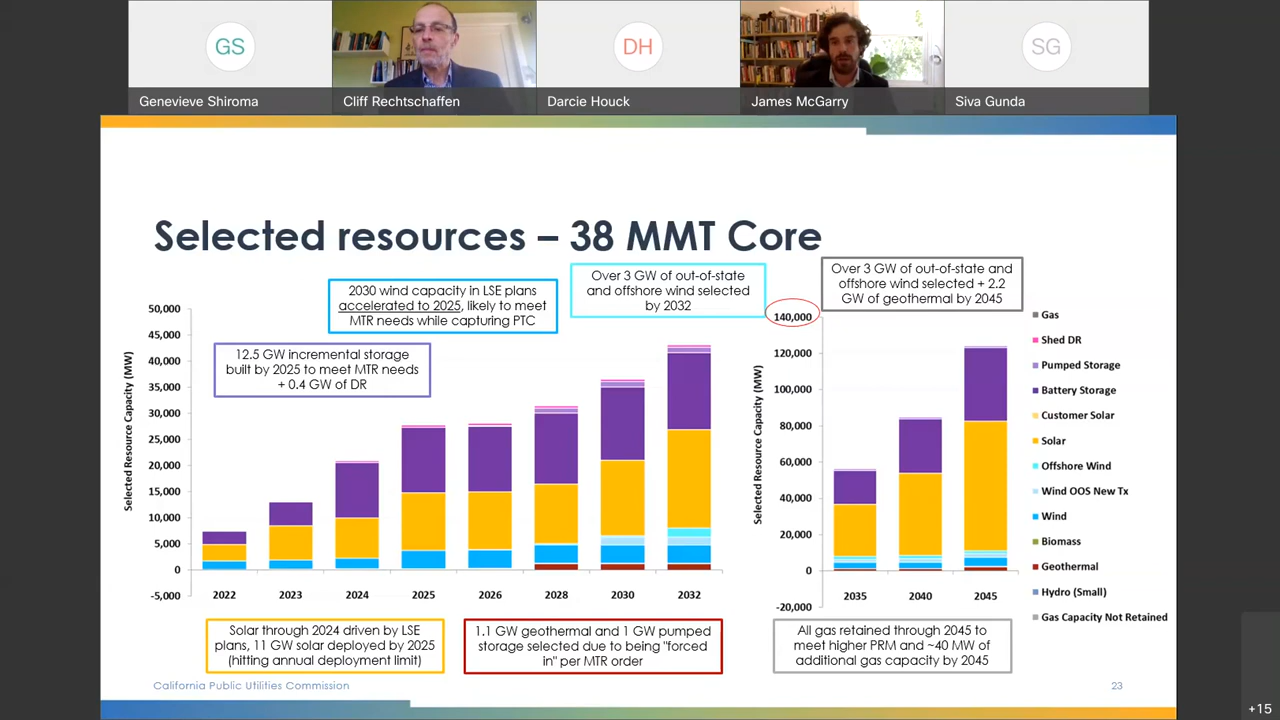 GS
DH
SG
Genevieve Shiroma
Cliff Rechtschaffen
Darcie Houck
James McGarry
Siva Gunda
Selected resources – 38 MMT Core
2030 wind capacity in LSE plans
accelerated to 2025, likely to meet
MTR needs while capturing PTC
Over 3 GW of out-of-state
and offshore wind selected
by 2032
Over 3 GW of out-of-state and
offshore wind selected + 2.2
GW of geothermal by 2045
12.5 GW incremental storage
built by 2025 to meet MTR needs
+ 0.4 GW of DR
Selected Resource Capacity (MW)
50,000
45,000
40,000
35,000
30,000
25,000
20,000
15,000
10,000
5,000
0
-5,000
2022
2023
2024
2025
2026
2028
2030
2032
Selected Resource Capacity (MW)
140,000
120,000
100,000
80,000
60,000
40,000
20,000
0
-20,000
2035
2040
2045
Gas
Shed DR
Pumped Storage
Battery Storage
Customer Solar
Solar
Offshore Wind
Wind OOS New Tx
Wind
Biomass
Geothermal
Hydro (Small)
Gas Capacity Not Retained
Solar through 2024 driven by LSE
plans, 11 GW solar deployed by 2025
(hitting annual deployment limit)
1.1 GW geothermal and 1 GW pumped
storage selected due to being "forced
in" per MTR order
All gas retained through 2045 to
meet higher PRM and ~40 MW of
additional gas capacity by 2045
California Public Utilities Commission
23
+15